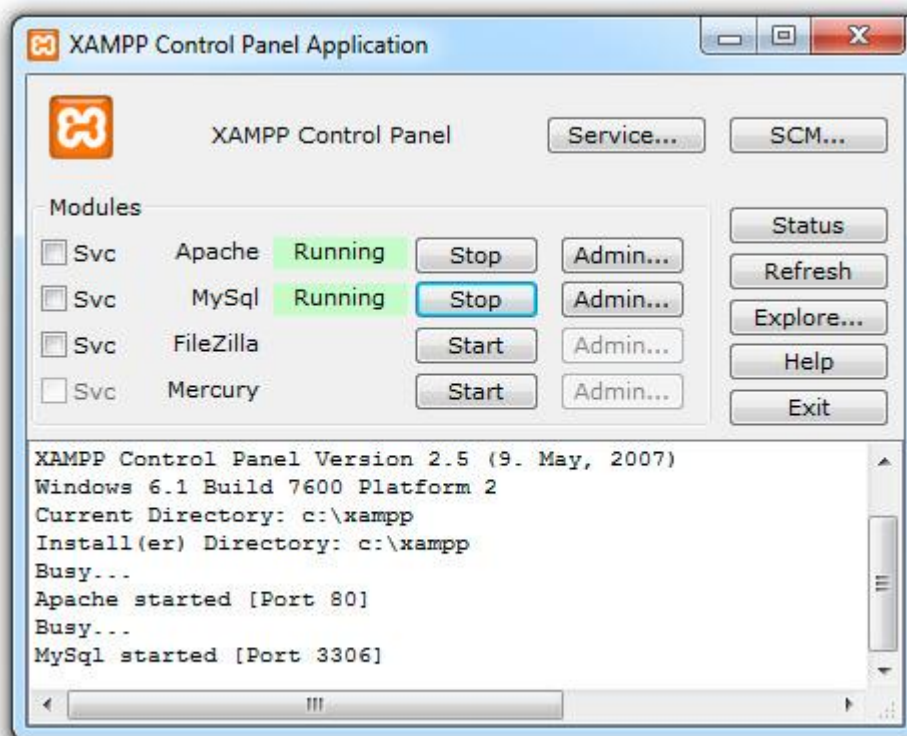 XAMPP Control Panel Application
XAMPP Control Panel Service... SCM...
Modules
Status
Svc Apache Running Stop Admin...
Refresh
Svc MySql Running Stop Admin...
Explore...
Svc FileZilla Start Admin...
Help
Svc Mercury Start Admin...
Exit
XAMPP Control Panel Version 2.5 (9. May, 2007)
Windows 6.1 Build 7600 Platform 2
Current Directory: c:\xampp
Install(er) Directory: c:\xampp
Busy...
Apache started [Port 80]
Busy...
MySql started [Port 3306]